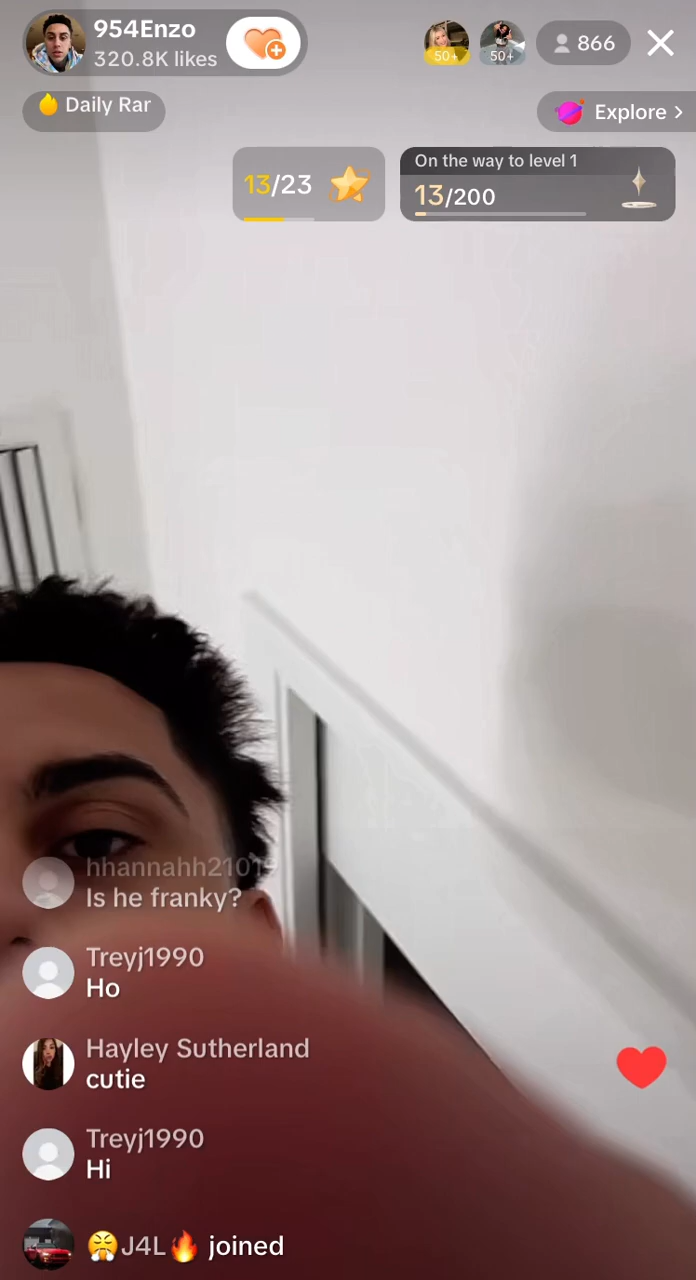 954Enzo
320.8K likes
50+
50+
866
Daily Rar
Explore
13/23
On the way to level 1
13/200
hhannahh21015
Is he franky?
Treyj1990
Ho
Hayley Sutherland
cutie
Treyj1990
Hi
😤J4L🔥 joined